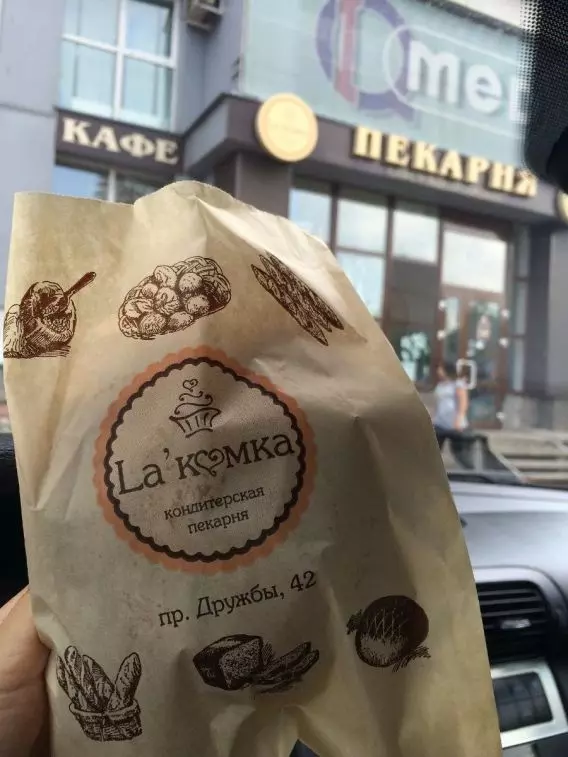 КАФЕ
ПЕКАРНЯ
La'комка
кондитерская
пекарня
пр. Дружбы, 42